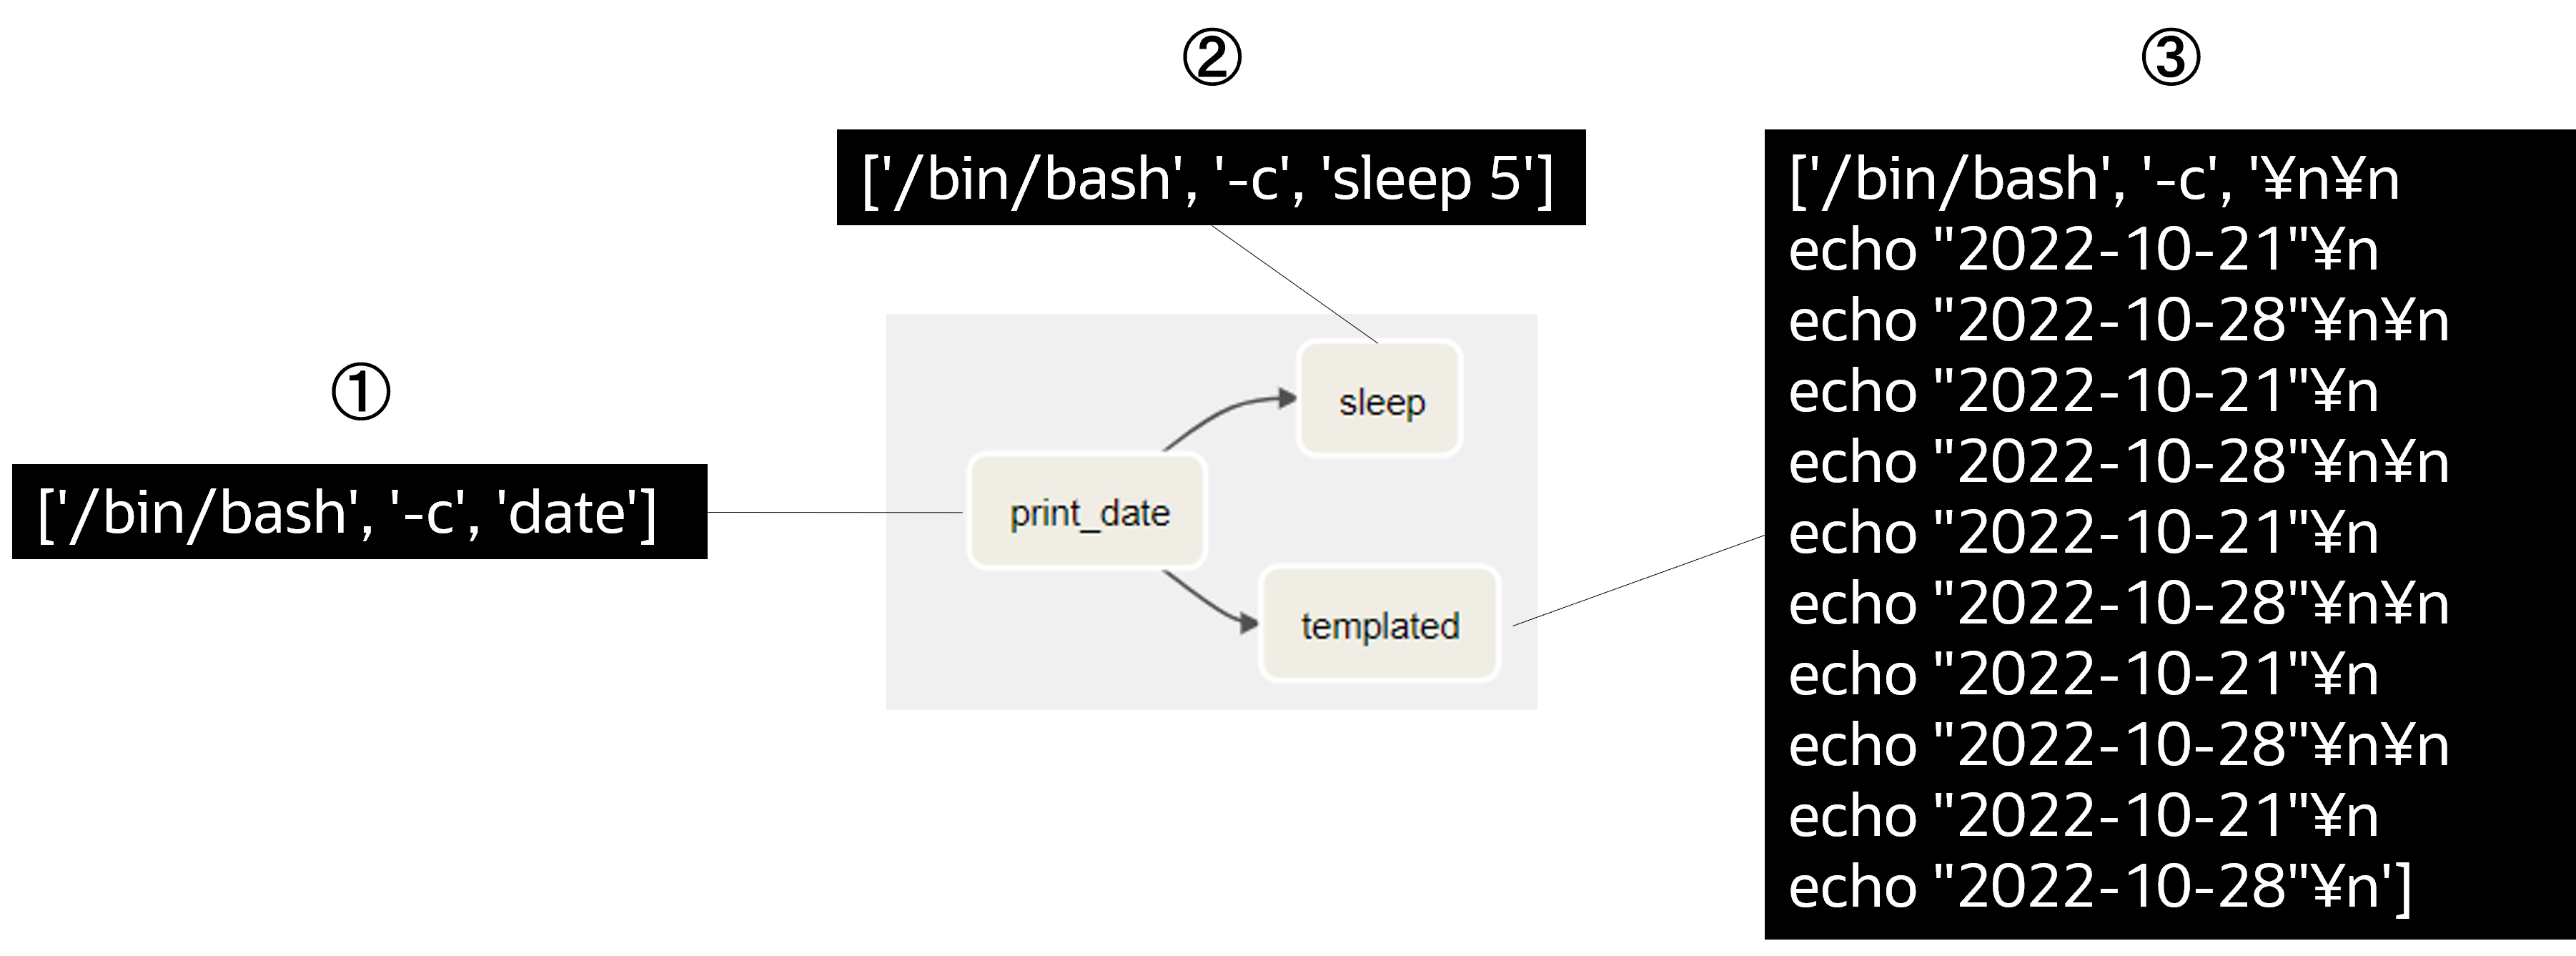 ①
['/bin/bash', '-c', 'date']
②
['/bin/bash', '-c', 'sleep 5']
print_date
sleep
templated
③
['/bin/bash', '-c', '¥n¥n
echo "2022-10-21"¥n
echo "2022-10-28"¥n¥n
echo "2022-10-21"¥n
echo "2022-10-28"¥n¥n
echo "2022-10-21"¥n
echo "2022-10-28"¥n¥n
echo "2022-10-21"¥n
echo "2022-10-28"¥n¥n
echo "2022-10-21"¥n
echo "2022-10-28"¥n']